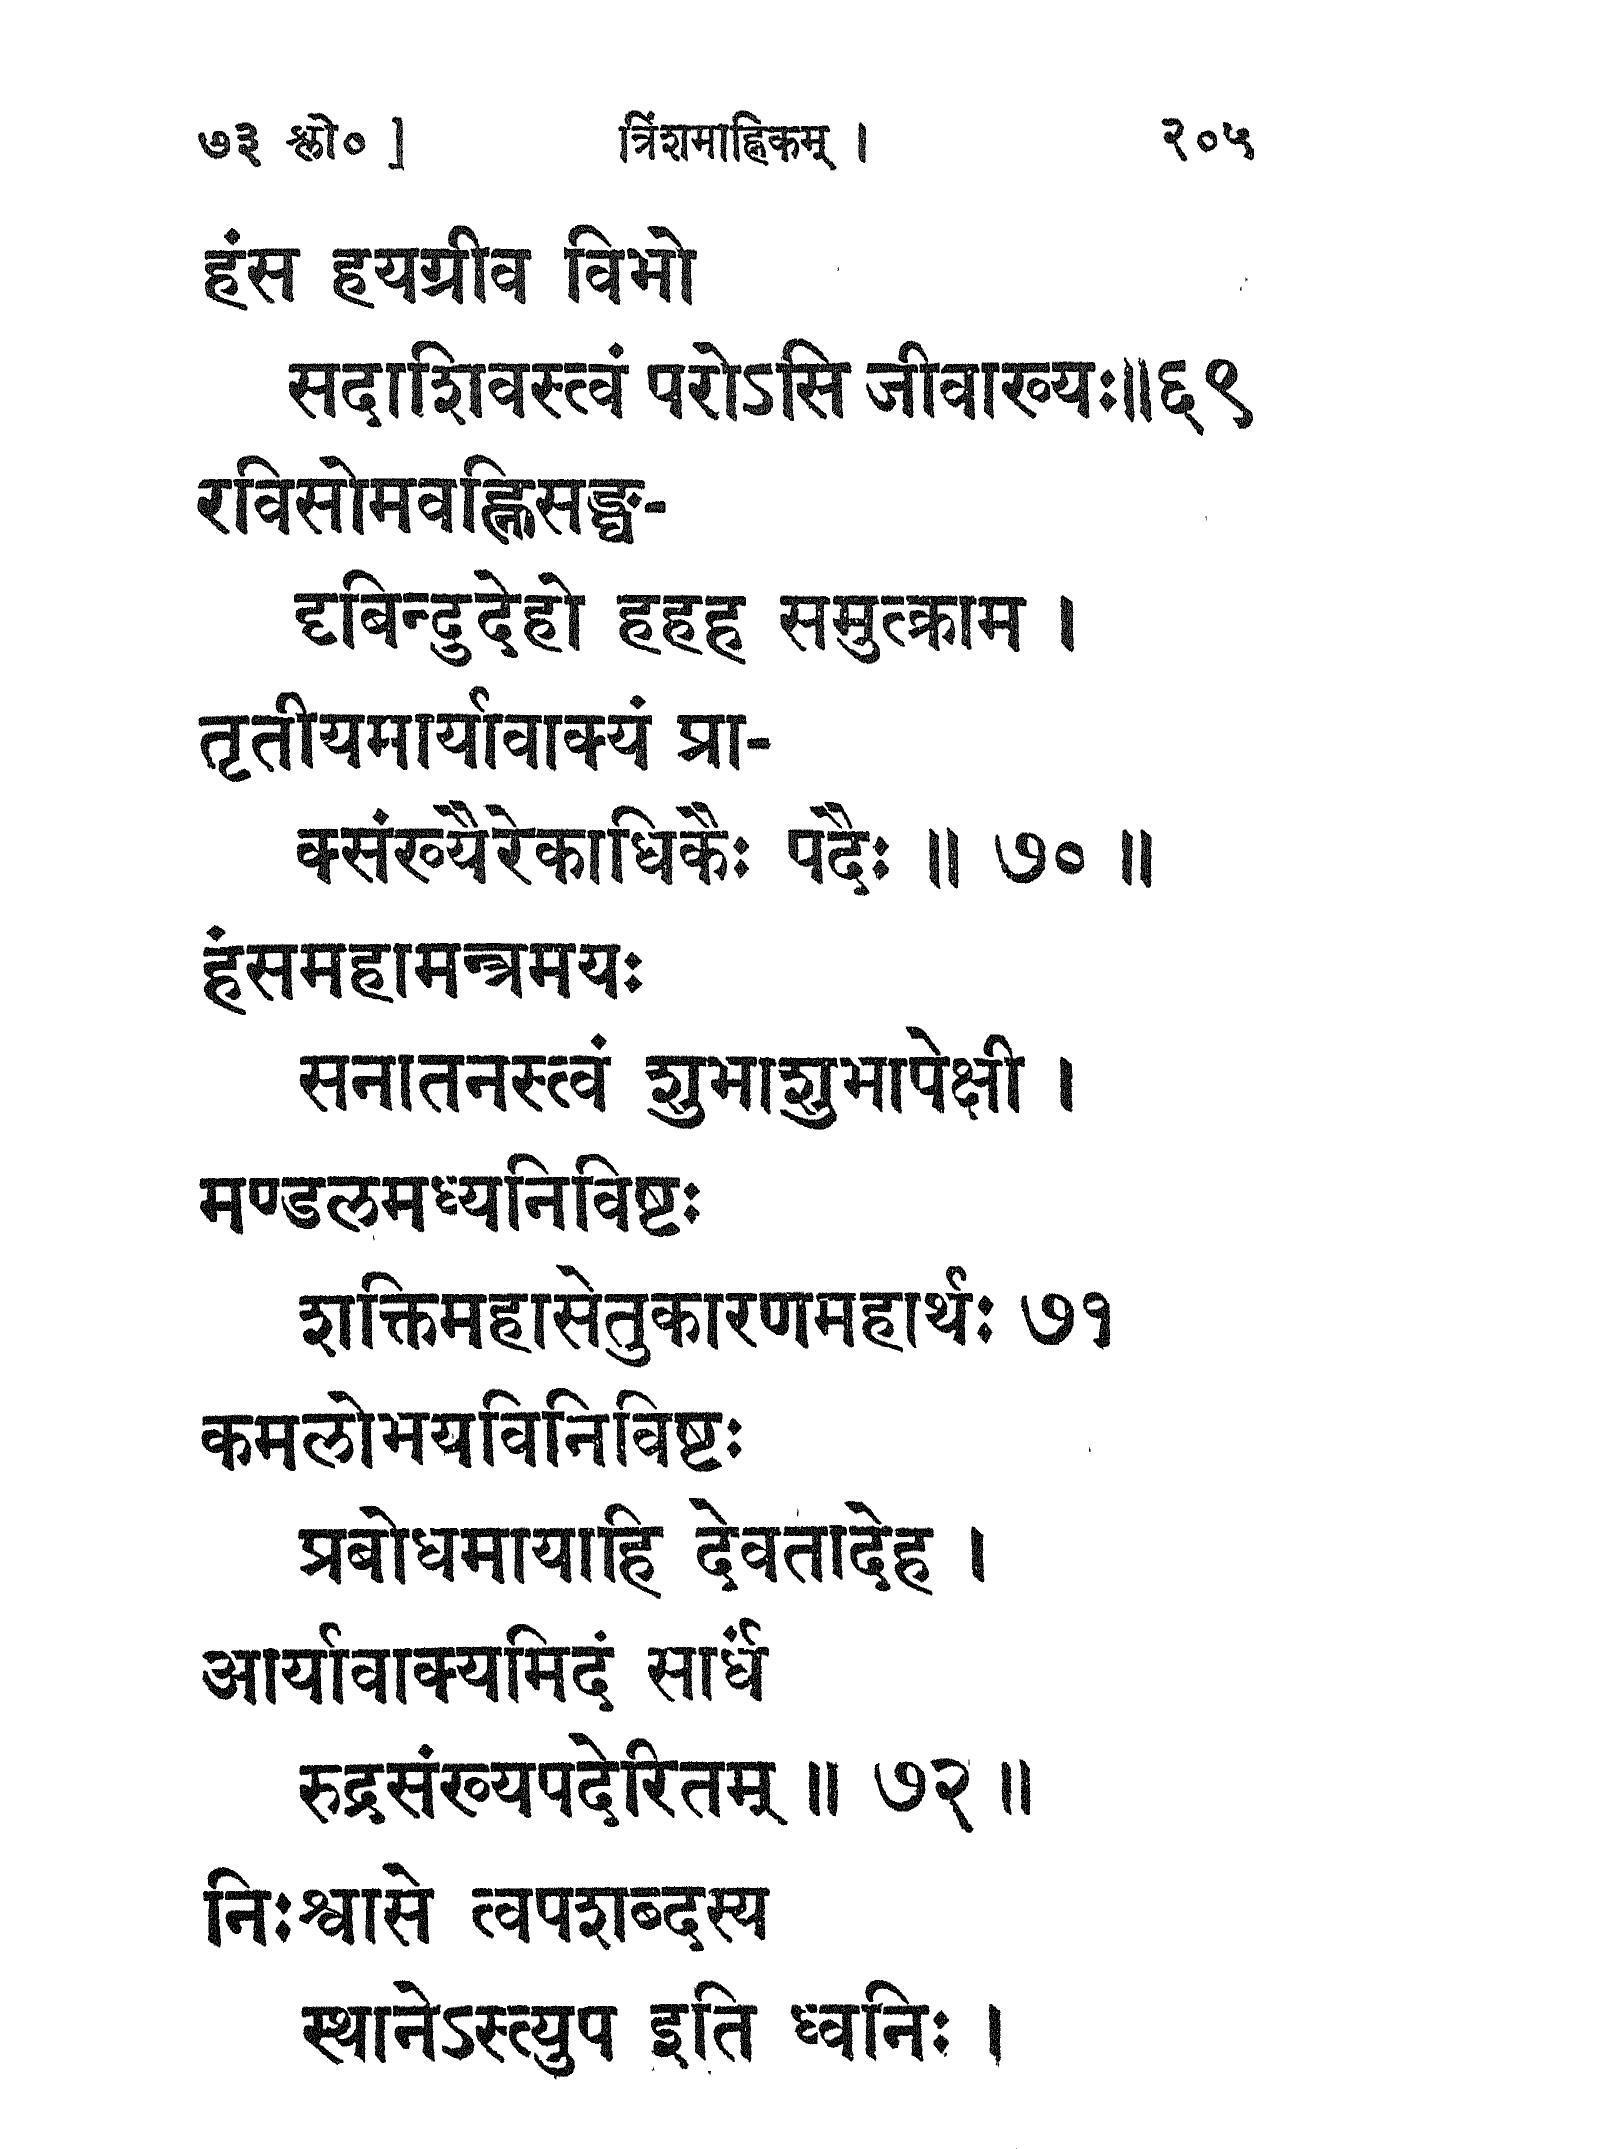 ७३ श्लो० ] त्रिंशमाह्निकम् । २०५
हंस हयग्रीव विभो
सदाशिवस्त्वं परोऽसि जीवाख्यः॥६९
रविसोमवह्निसङ्घ-
ट्टबिन्दुदेहो हहह समुत्क्राम ।
तृतीयमार्यावाक्यं प्रा-
क्संख्यैरेकाधिकैः पदैः ॥ ७० ॥
हंसमहामन्त्रमयः
सनातनस्त्वं शुभाशुभापेक्षी ।
मण्डलमध्यनिविष्टः
शक्तिमहासेतुकारणमहार्थः ७१
कमलोभयविनिविष्टः
प्रबोधमायाहि देवतादेह ।
आर्यावाक्यमिदं सार्धं
रुद्रसंख्यपदेरितम् ॥ ७२ ॥
निःश्वासे त्वपशब्दस्य
स्थानेऽस्त्युप इति ध्वनिः ।